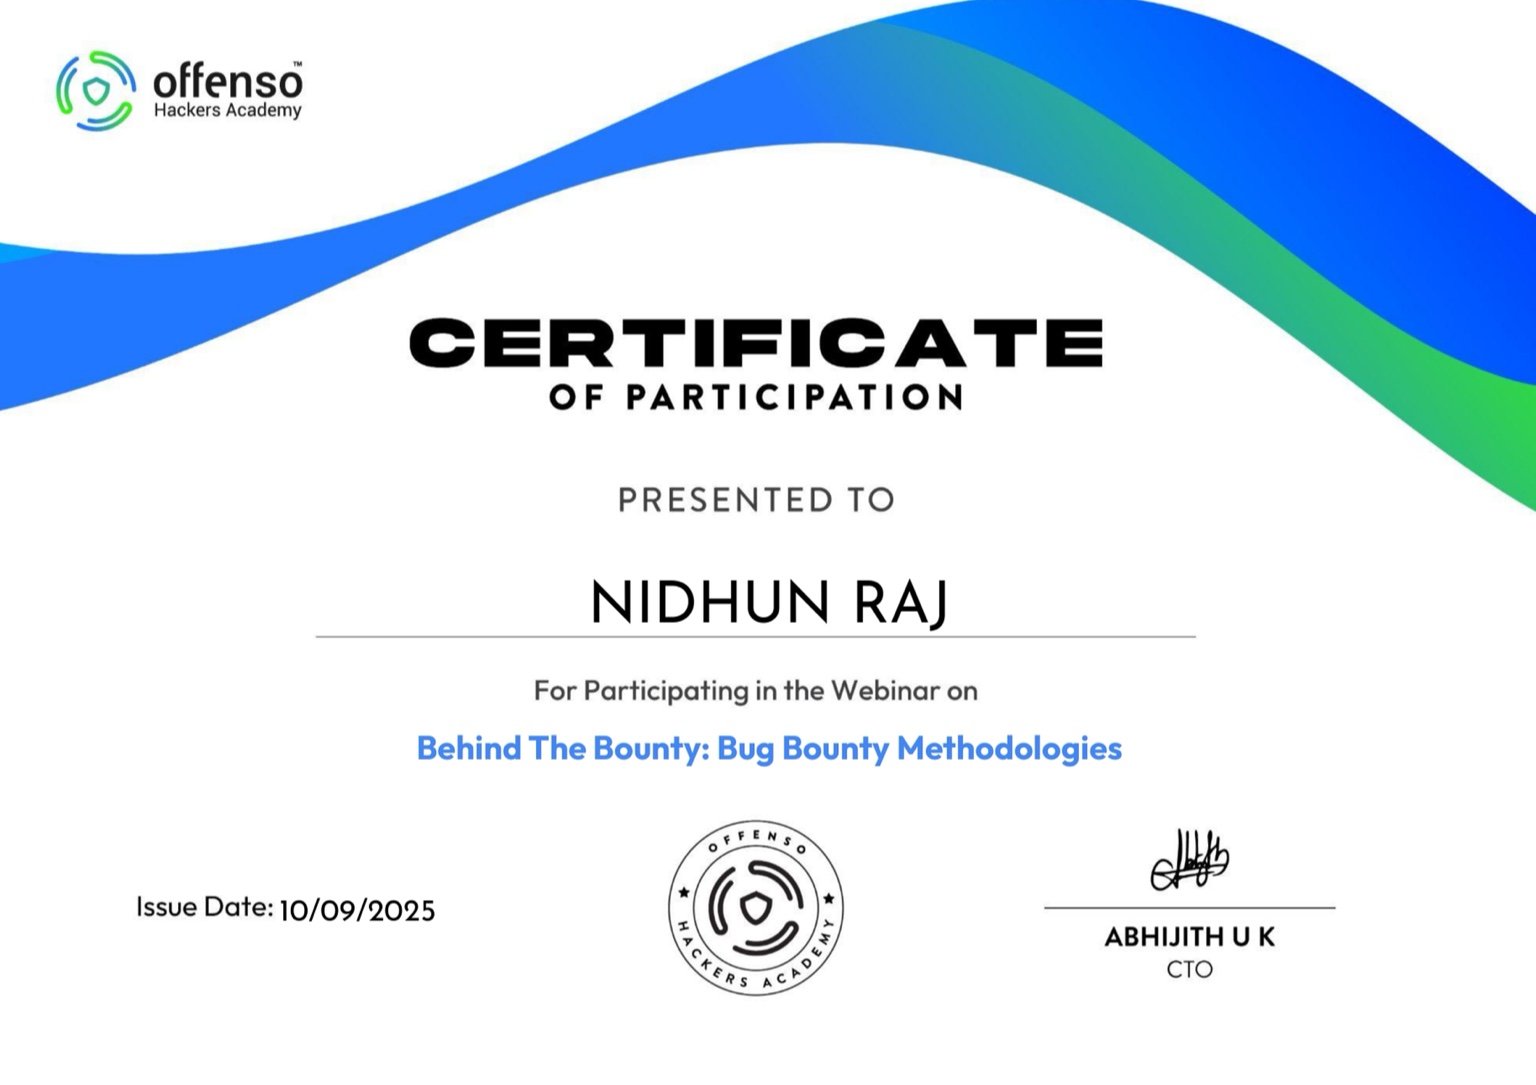 offenso™
Hackers Academy
CERTIFICATE
OF PARTICIPATION
PRESENTED TO
NIDHUN RAJ
For Participating in the Webinar on
Behind The Bounty: Bug Bounty Methodologies
Issue Date: 10/09/2025
OFFENSO
★ HACKERS ACADEMY ★
ABHIJITH U K
CTO